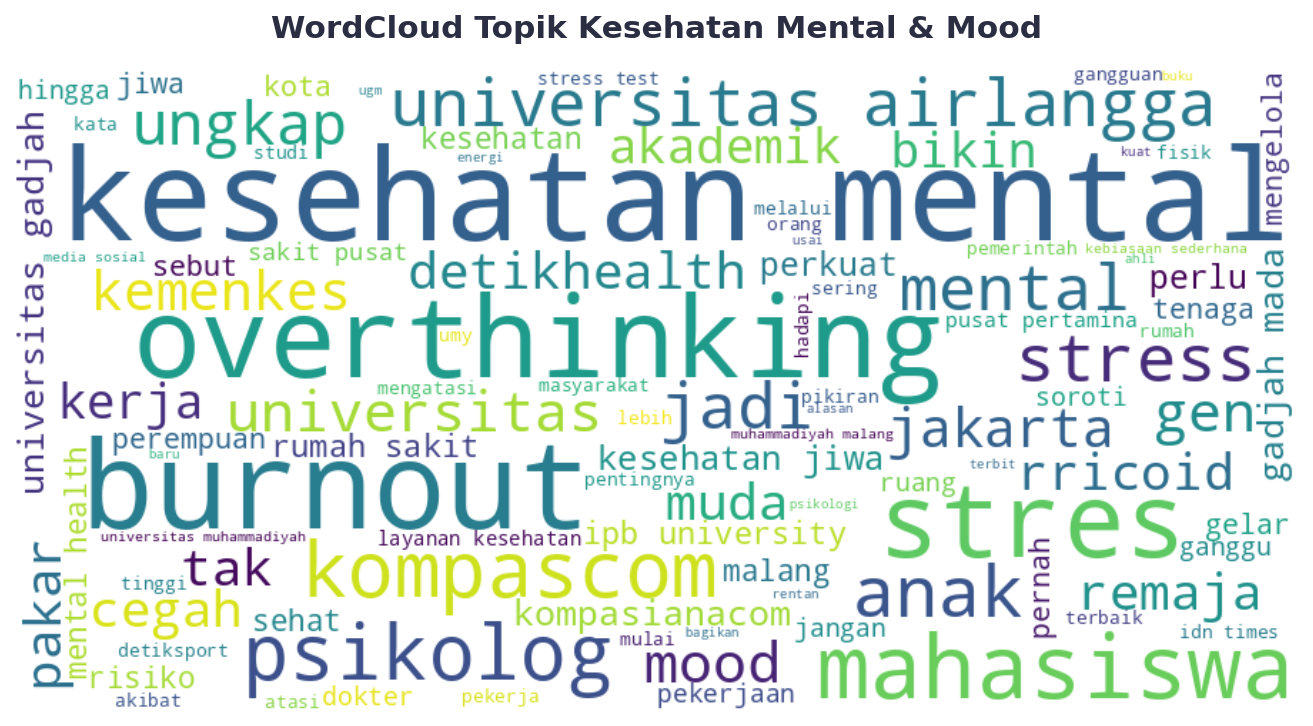 WordCloud Topik Kesehatan Mental & Mood
hingga
jiwa
kota
ugm
stress test
gangguan
buku
kata
ungkap
universitas airlangga
studi
kesehatan
akademik
bikin
energi
kuat
fisik
mengelola
universitas gadjah
kesehatan mental
melalui
orang
usai
media sosial
sebut
sakit pusat
pemerintah
kebiasaan sederhana
ahli
detikhealth
perkuat
sering
mental
perlu
tenaga
kemenkes
overthinking
umy
hadapi
pusat pertamina
rumah
gadjah mada
stress
kerja
universitas
mengatasi
masyarakat
lebih
jadi
pikiran
alasan
soroti
gen
muhammadiyah malang
jakarta
perempuan
baru
rumah sakit
burnout
kesehatan jiwa
pentingnya
terbit
rricoid
ruang
mental health
muda
psikologi
stres
gelar
ganggu
universitas muhammadiyah
layanan kesehatan
ipb university
pakar
tak
kompascom
malang
rentan
anak
pernah
remaja
tinggi
cegah
sehat
kompasianacom
jangan
terbaik
idn times
detiksport
psikolog
mulai
bagikan
mood
mahasiswa
risiko
akibat
atasi
dokter
pekerja
pekerjaan